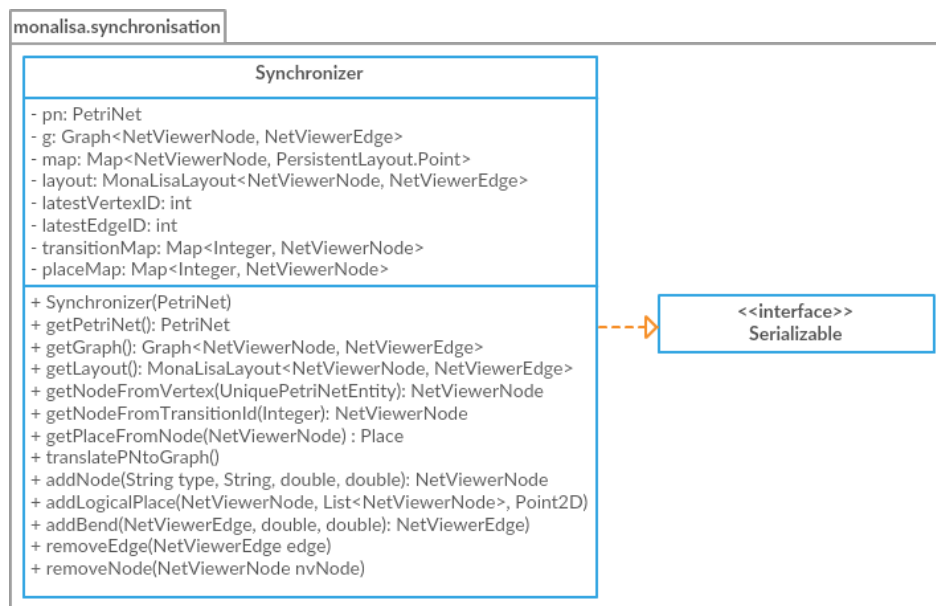 monalisa.synchronisation
Synchronizer
- pn: PetriNet
- g: Graph<NetViewerNode, NetViewerEdge>
- map: Map<NetViewerNode, PersistentLayout.Point>
- layout: MonaLisaLayout<NetViewerNode, NetViewerEdge>
- latestVertexID: int
- latestEdgeID: int
- transitionMap: Map<Integer, NetViewerNode>
- placeMap: Map<Integer, NetViewerNode>
+ Synchronizer(PetriNet)
+ getPetriNet(): PetriNet
+ getGraph(): Graph<NetViewerNode, NetViewerEdge>
+ getLayout(): MonaLisaLayout<NetViewerNode, NetViewerEdge>
+ getNodeFromVertex(UniquePetriNetEntity): NetViewerNode
+ getNodeFromTransitionId(Integer): NetViewerNode
+ getPlaceFromNode(NetViewerNode) : Place
+ translatePNtoGraph()
+ addNode(String type, String, double, double): NetViewerNode
+ addLogicalPlace(NetViewerNode, List<NetViewerNode>, Point2D)
+ addBend(NetViewerEdge, double, double): NetViewerEdge)
+ removeEdge(NetViewerEdge edge)
+ removeNode(NetViewerNode nvNode)
<<interface>>
Serializable